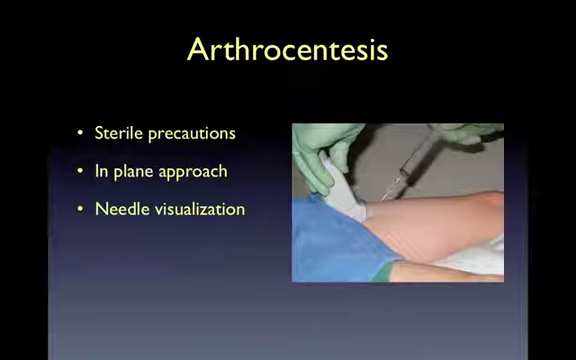 Arthrocentesis
• Sterile precautions
• In plane approach
• Needle visualization